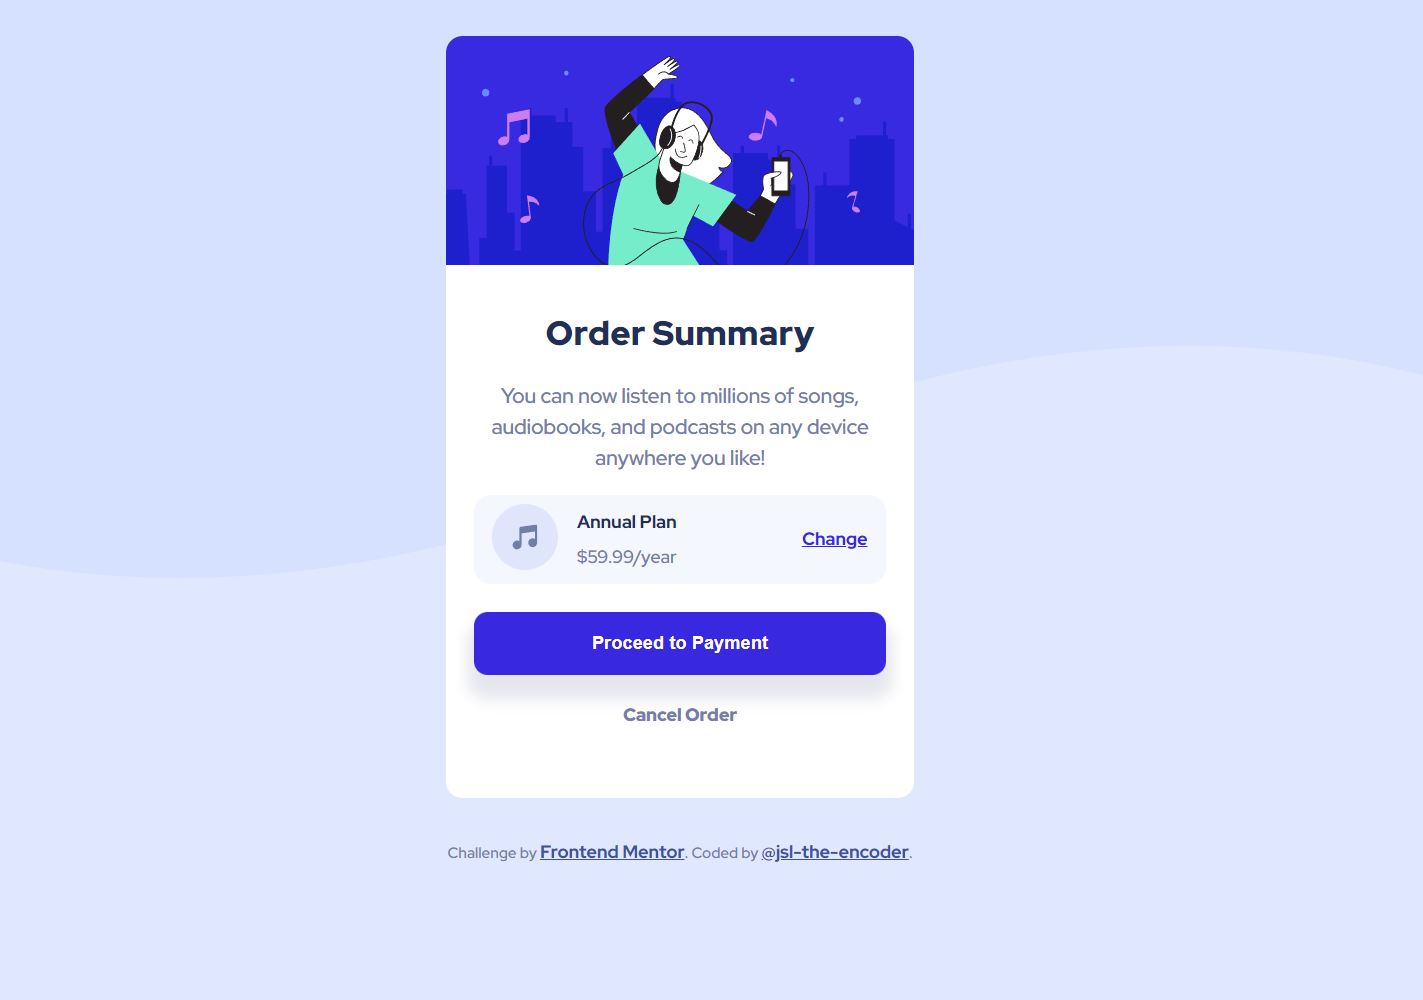 Order Summary
You can now listen to millions of songs,
audiobooks, and podcasts on any device
anywhere you like!
Annual Plan
$59.99/year
Change
Proceed to Payment
Cancel Order
Challenge by Frontend Mentor. Coded by @jsl-the-encoder.